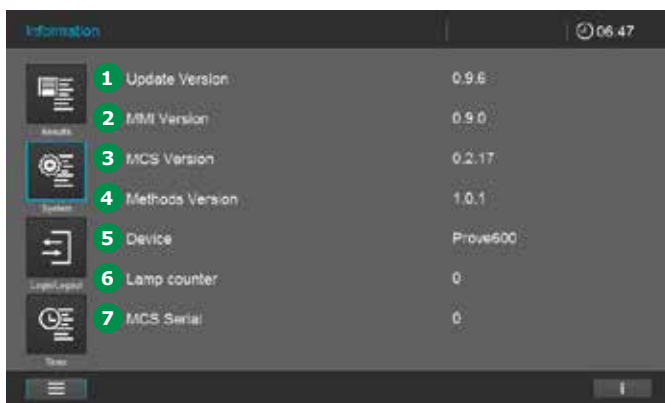 Information 06:47
Results
1 Update Version 0.9.6
2 MMI Version 0.9.0
System
3 MCS Version 0.2.17
4 Methods Version 1.0.1
Login/Logout
5 Device Prove600
6 Lamp counter 0
Timer
7 MCS Serial 0
i